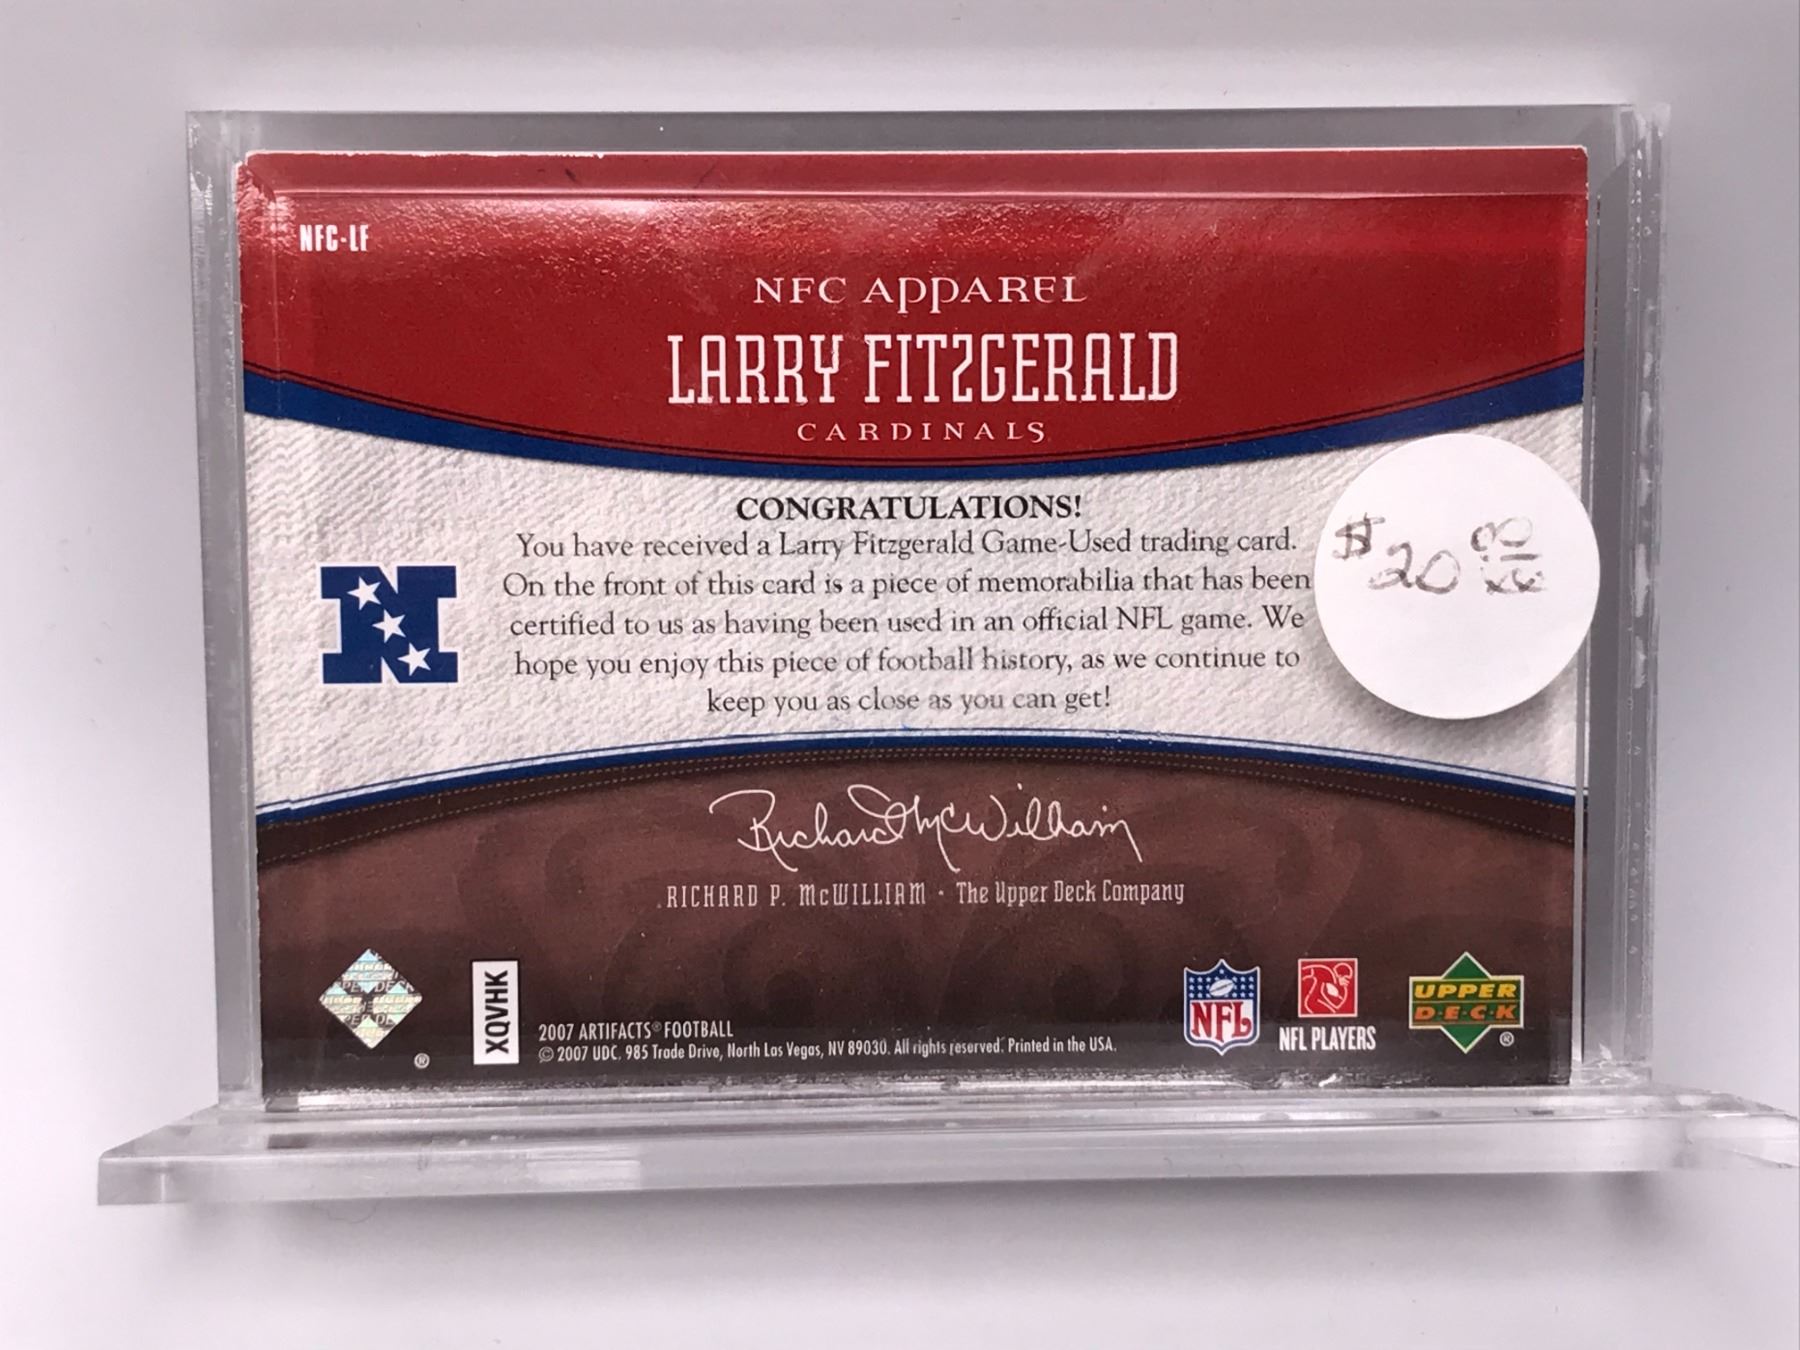 NFC-LF
NFC APPAREL
LARRY FITZGERALD
CARDINALS
CONGRATULATIONS!
You have received a Larry Fitzgerald Game-Used trading card.
On the front of this card is a piece of memorabilia that has been
certified to us as having been used in an official NFL game. We
hope you enjoy this piece of football history, as we continue to
keep you as close as you can get!
$20 00
xx
N
Richard McWilliam
RICHARD P. McWILLIAM · The Upper Deck Company
XQVHK
2007 ARTIFACTS® FOOTBALL
© 2007 UDC, 985 Trade Drive, North Las Vegas, NV 89030. All rights reserved. Printed in the USA.
®
NFL
NFL PLAYERS
UPPER
D·E·C·K
®